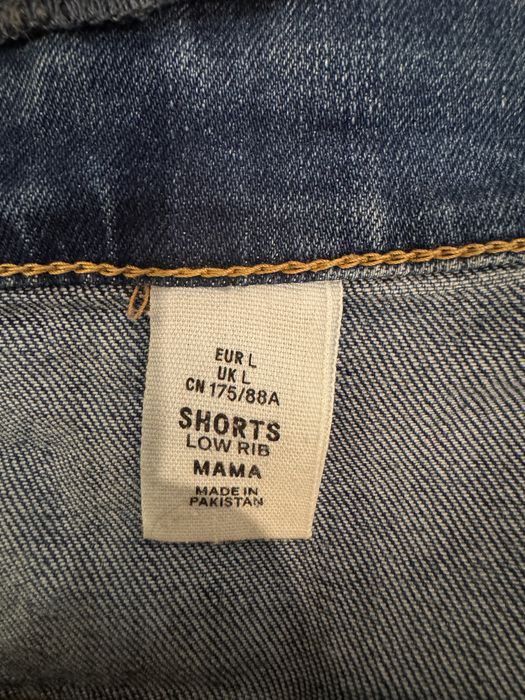 EUR L
UK L
CN 175/88A
SHORTS
LOW RIB
MAMA
MADE IN
PAKISTAN